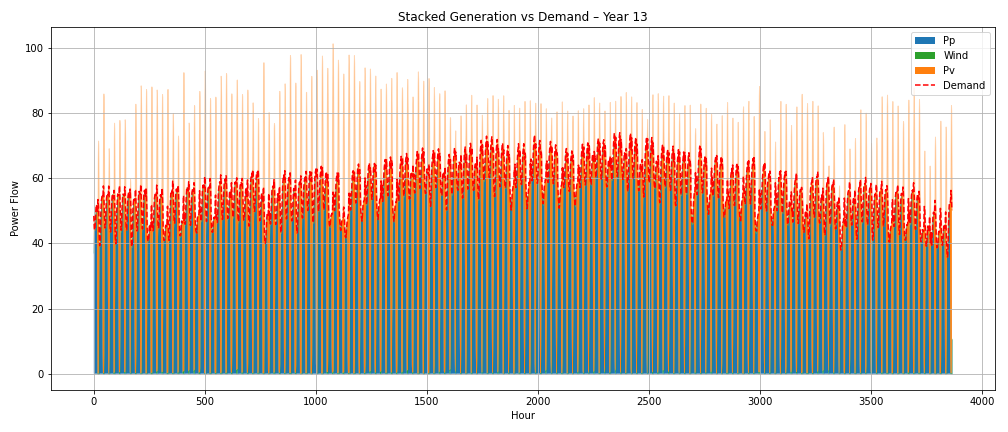 Stacked Generation vs Demand – Year 13
100
80
60
40
20
0
Power Flow
0 500 1000 1500 2000 2500 3000 3500 4000
Hour
Pp
Wind
Pv
Demand